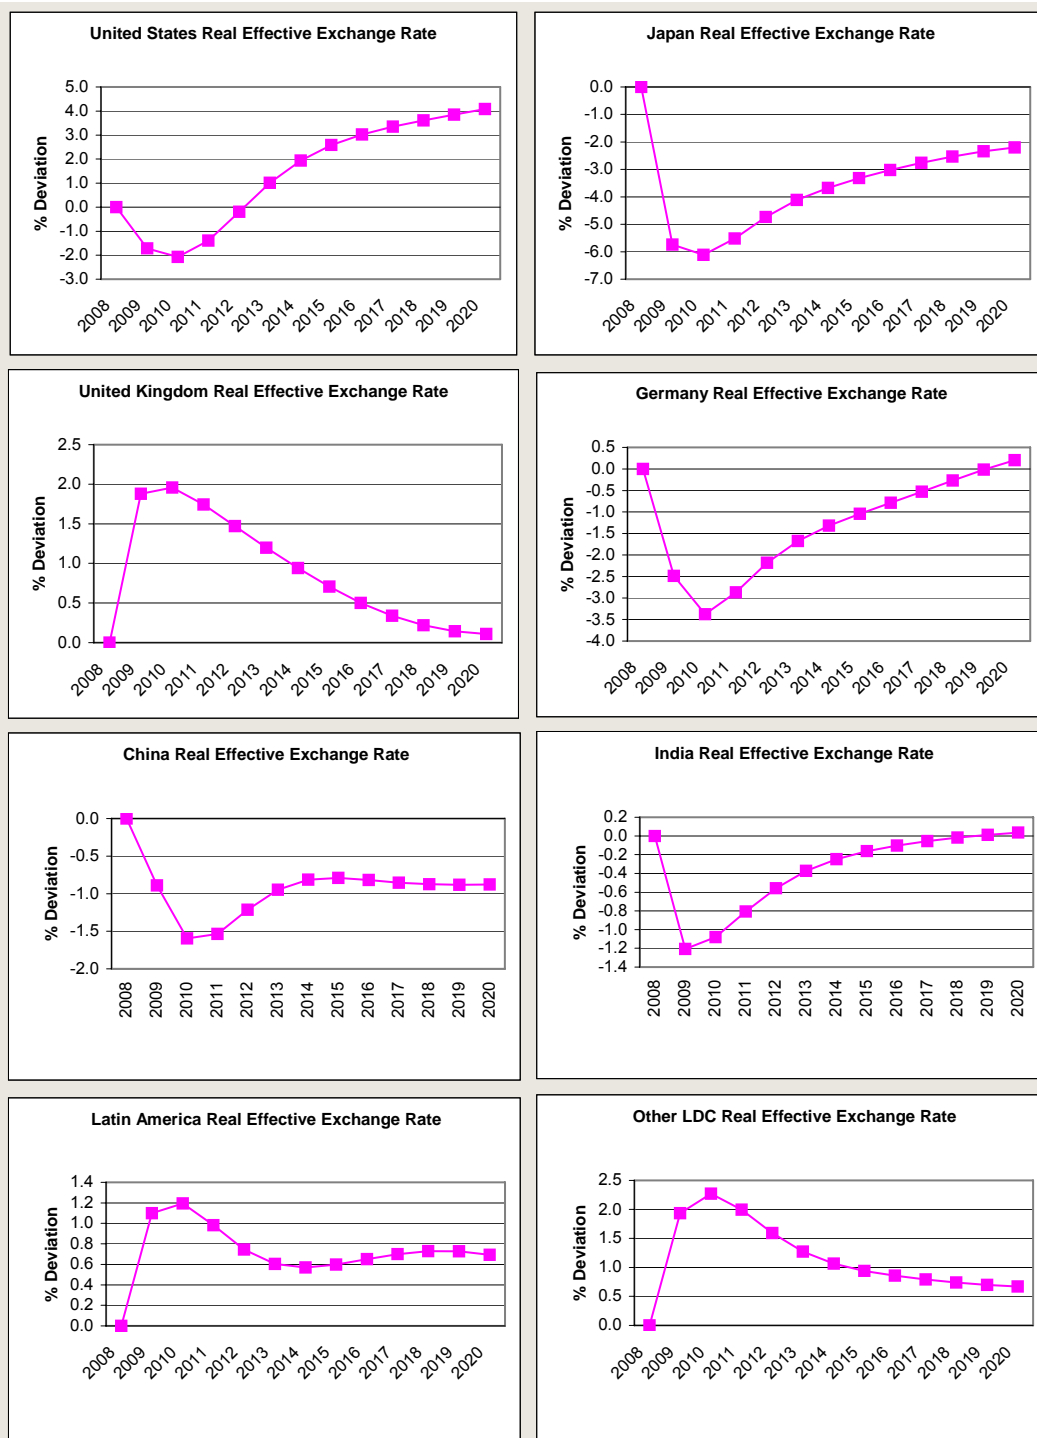 United States Real Effective Exchange Rate
% Deviation
5.0
4.0
3.0
2.0
1.0
0.0
-1.0
-2.0
-3.0
2008 2009 2010 2011 2012 2013 2014 2015 2016 2017 2018 2019 2020
Japan Real Effective Exchange Rate
% Deviation
0.0
-1.0
-2.0
-3.0
-4.0
-5.0
-6.0
-7.0
2008 2009 2010 2011 2012 2013 2014 2015 2016 2017 2018 2019 2020
United Kingdom Real Effective Exchange Rate
% Deviation
2.5
2.0
1.5
1.0
0.5
0.0
2008 2009 2010 2011 2012 2013 2014 2015 2016 2017 2018 2019 2020
Germany Real Effective Exchange Rate
% Deviation
0.5
0.0
-0.5
-1.0
-1.5
-2.0
-2.5
-3.0
-3.5
-4.0
2008 2009 2010 2011 2012 2013 2014 2015 2016 2017 2018 2019 2020
China Real Effective Exchange Rate
% Deviation
0.0
-0.5
-1.0
-1.5
-2.0
2008 2009 2010 2011 2012 2013 2014 2015 2016 2017 2018 2019 2020
India Real Effective Exchange Rate
% Deviation
0.2
0.0
-0.2
-0.4
-0.6
-0.8
-1.0
-1.2
-1.4
2008 2009 2010 2011 2012 2013 2014 2015 2016 2017 2018 2019 2020
Latin America Real Effective Exchange Rate
% Deviation
1.4
1.2
1.0
0.8
0.6
0.4
0.2
0.0
2008 2009 2010 2011 2012 2013 2014 2015 2016 2017 2018 2019 2020
Other LDC Real Effective Exchange Rate
% Deviation
2.5
2.0
1.5
1.0
0.5
0.0
2008 2009 2010 2011 2012 2013 2014 2015 2016 2017 2018 2019 2020